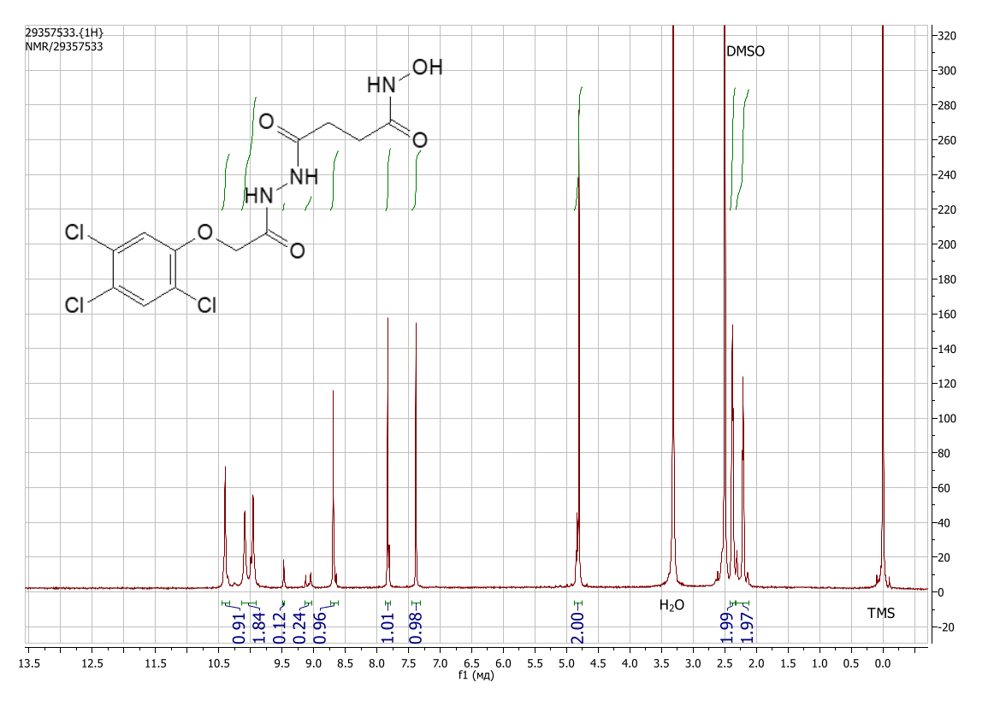 29357533.{1H}
NMR/29357533
DMSO
OH
HN
O
O
NH
HN
O
O
Cl
Cl
Cl
H₂O
TMS
320
300
280
260
240
220
200
180
160
140
120
100
80
60
40
20
0
-20
0.91
1.84
0.12
0.24
0.96
1.01
0.98
2.00
1.99
1.97
13.5 12.5 11.5 10.5 9.5 9.0 8.5 8.0 7.5 7.0 6.5 6.0 5.5 5.0 4.5 4.0 3.5 3.0 2.5 2.0 1.5 1.0 0.5 0.0
f1 (мд)